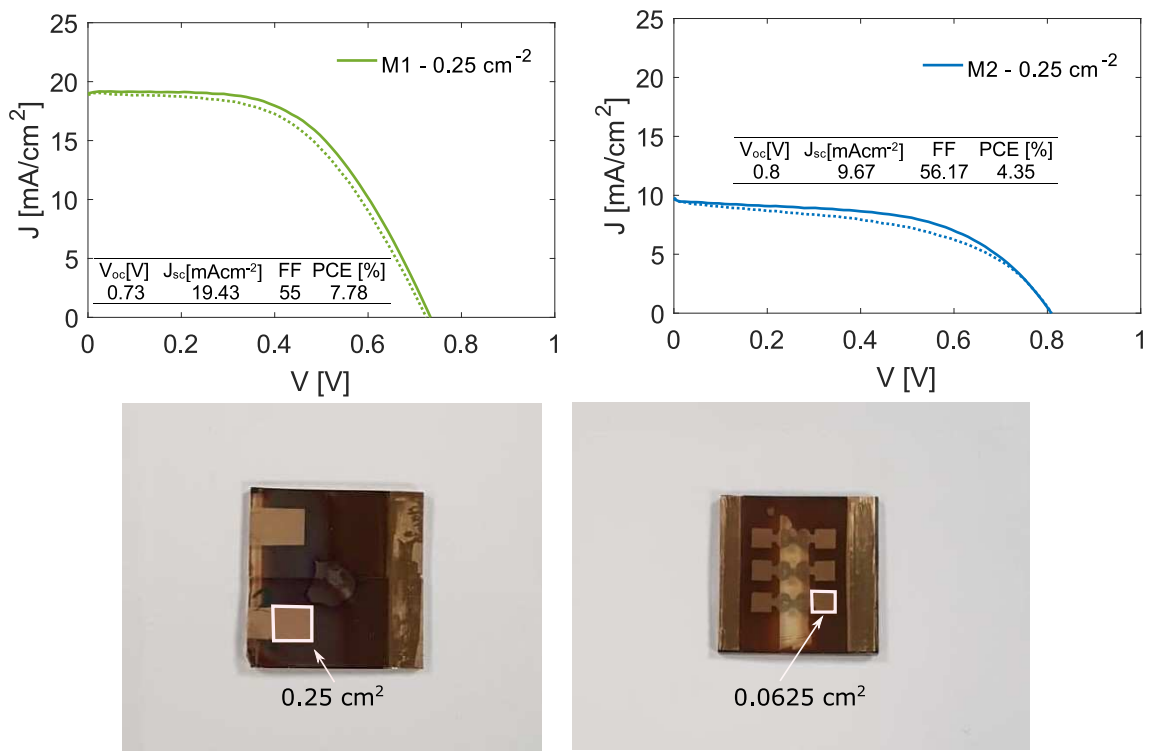 25
20
15
10
5
0
J [mA/cm²]
M1 - 0.25 cm⁻²
Vₒc[V] Jsc[mAcm⁻²] FF PCE [%]
0.73 19.43 55 7.78
0 0.2 0.4 0.6 0.8 1
V [V]
25
20
15
10
5
0
J [mA/cm²]
M2 - 0.25 cm⁻²
Vₒc[V] Jsc[mAcm⁻²] FF PCE [%]
0.8 9.67 56.17 4.35
0 0.2 0.4 0.6 0.8 1
V [V]
0.25 cm²
0.0625 cm²